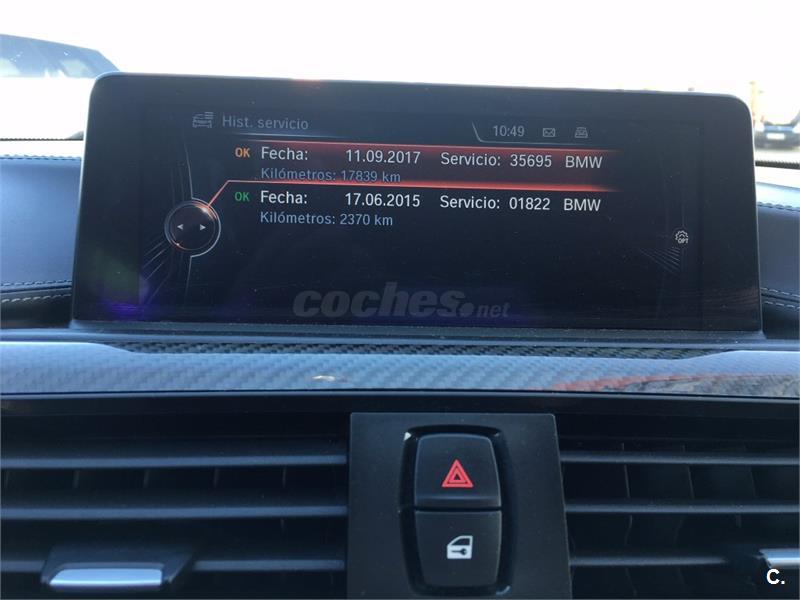 Hist. servicio
10:49
OK Fecha: 11.09.2017 Servicio: 35695 BMW
Kilómetros: 17839 km
OK Fecha: 17.06.2015 Servicio: 01822 BMW
Kilómetros: 2370 km
OPT
coches.net
C.